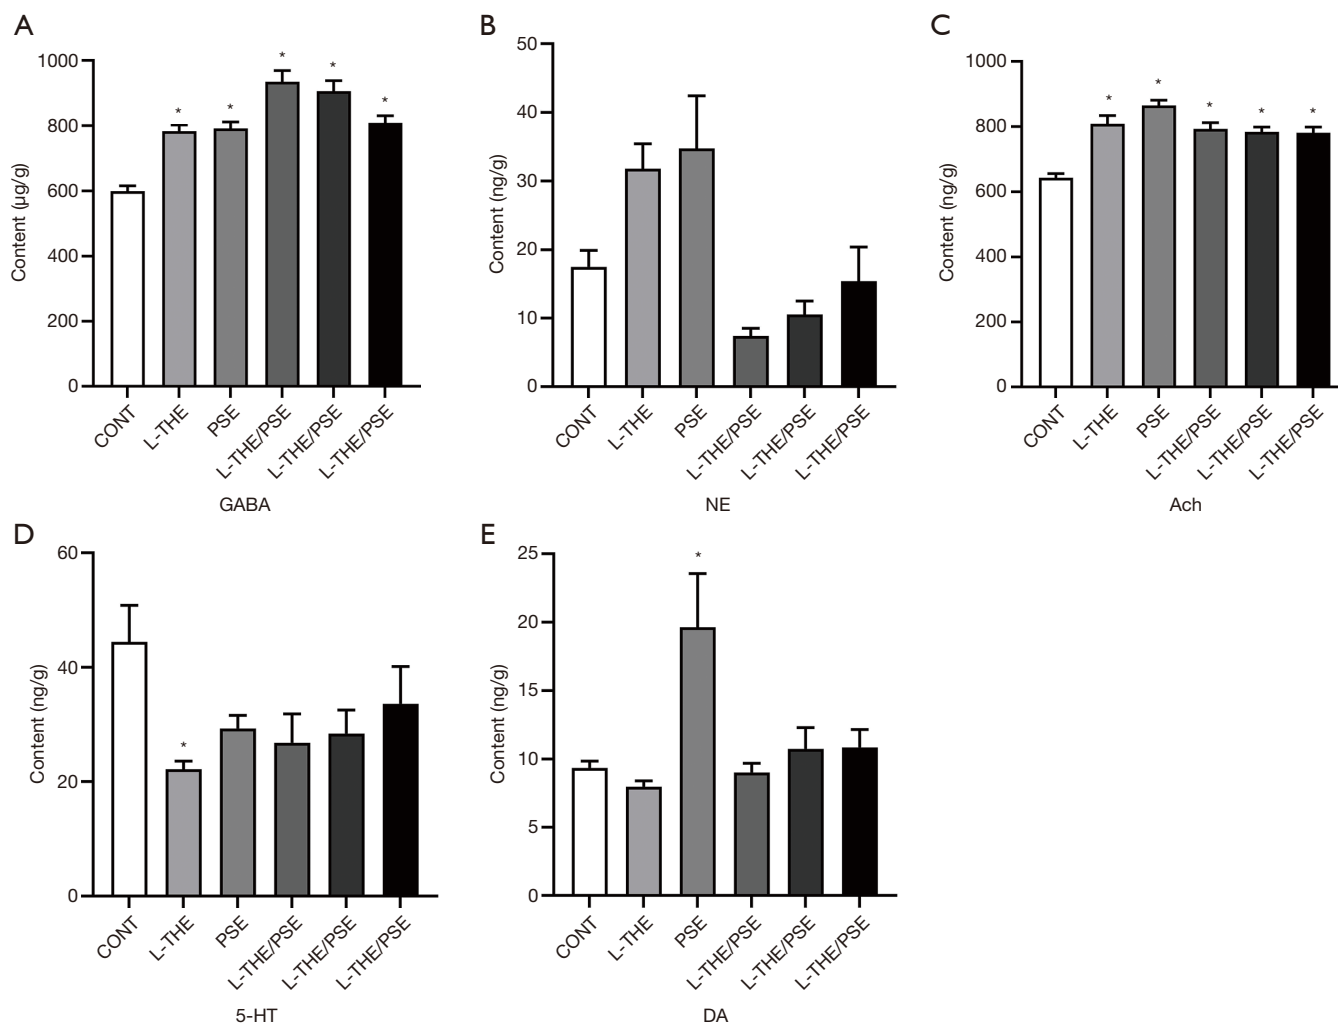 A
Content (µg/g)
1000
800
600
400
200
0
*
*
*
*
*
CONT
L-THE
PSE
L-THE/PSE
L-THE/PSE
L-THE/PSE
GABA
B
Content (ng/g)
50
40
30
20
10
0
CONT
L-THE
PSE
L-THE/PSE
L-THE/PSE
L-THE/PSE
NE
C
Content (ng/g)
1000
800
600
400
200
0
*
*
*
*
*
CONT
L-THE
PSE
L-THE/PSE
L-THE/PSE
L-THE/PSE
Ach
D
Content (ng/g)
60
40
20
0
*
CONT
L-THE
PSE
L-THE/PSE
L-THE/PSE
L-THE/PSE
5-HT
E
Content (ng/g)
25
20
15
10
5
0
*
CONT
L-THE
PSE
L-THE/PSE
L-THE/PSE
L-THE/PSE
DA